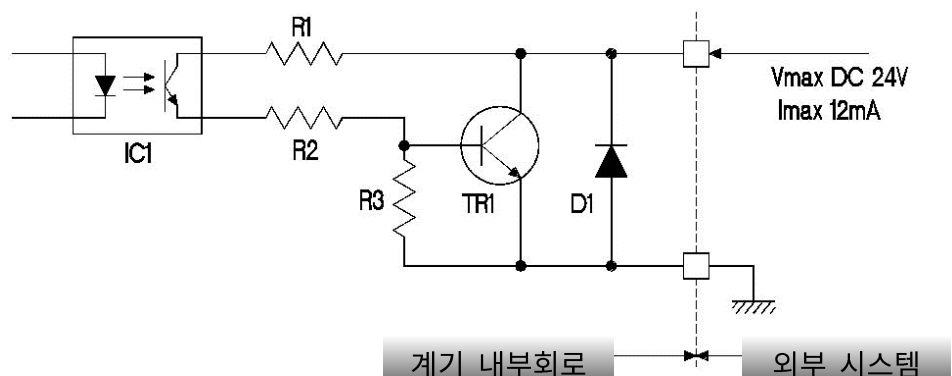 R1
Vmax DC 24V
Imax 12mA
IC1
R2
R3
TR1
D1
계기 내부회로
외부 시스템